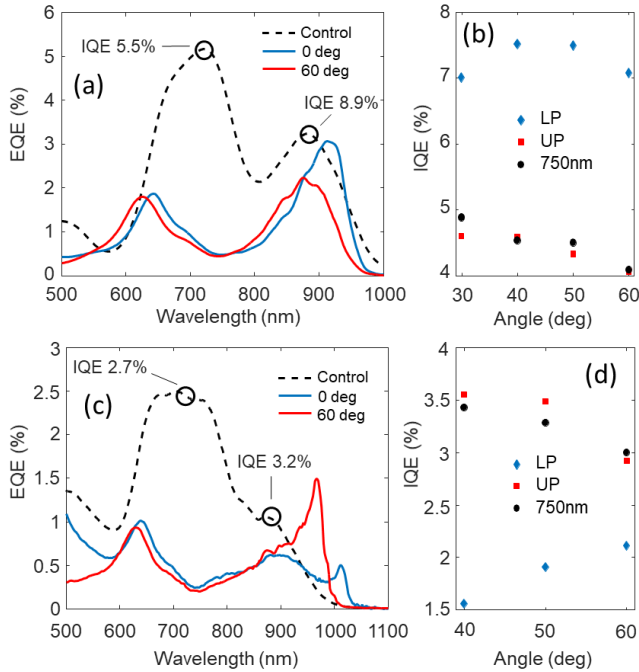 (a)
EQE (%)
6
5
4
3
2
1
0
IQE 5.5%
IQE 8.9%
Control
0 deg
60 deg
500 600 700 800 900 1000
Wavelength (nm)
(b)
IQE (%)
8
7
6
5
4
LP
UP
750nm
30 40 50 60
Angle (deg)
(c)
EQE (%)
3
2.5
2
1.5
1
0.5
0
IQE 2.7%
IQE 3.2%
Control
0 deg
60 deg
500 600 700 800 900 1000 1100
Wavelength (nm)
(d)
IQE (%)
4
3.5
3
2.5
2
1.5
LP
UP
750nm
40 50 60
Angle (deg)